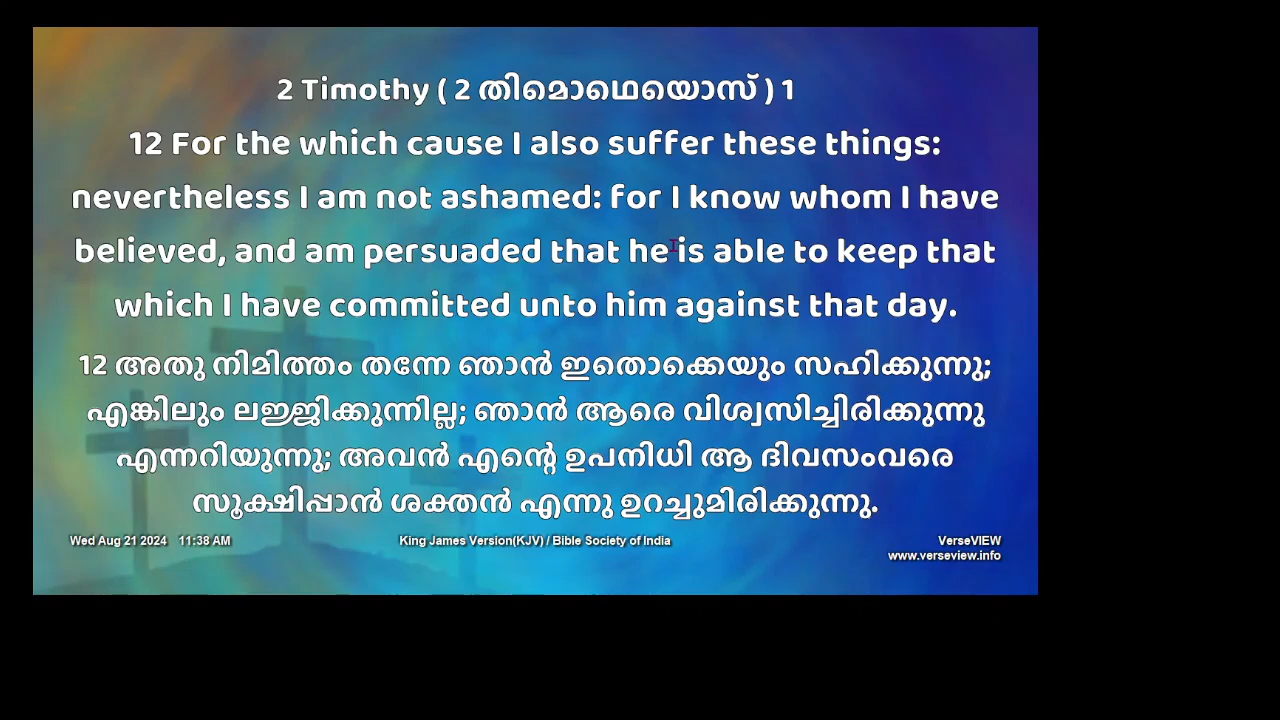 2 Timothy ( 2 തിമൊഥെയൊസ് ) 1
12 For the which cause I also suffer these things:
nevertheless I am not ashamed: for I know whom I have
believed, and am persuaded that he is able to keep that
which I have committed unto him against that day.
12 അതു നിമിത്തം തന്നേ ഞാൻ ഇതൊക്കെയും സഹിക്കുന്നു;
എങ്കിലും ലജ്ജിക്കുന്നില്ല; ഞാൻ ആരെ വിശ്വസിച്ചിരിക്കുന്നു
എന്നറിയുന്നു; അവൻ എന്റെ ഉപനിധി ആ ദിവസംവരെ
സൂക്ഷിപ്പാൻ ശക്തൻ എന്നു ഉറച്ചുമിരിക്കുന്നു.
Wed Aug 21 2024 11:38 AM
King James Version(KJV) / Bible Society of India
VerseVIEW
www.verseview.info